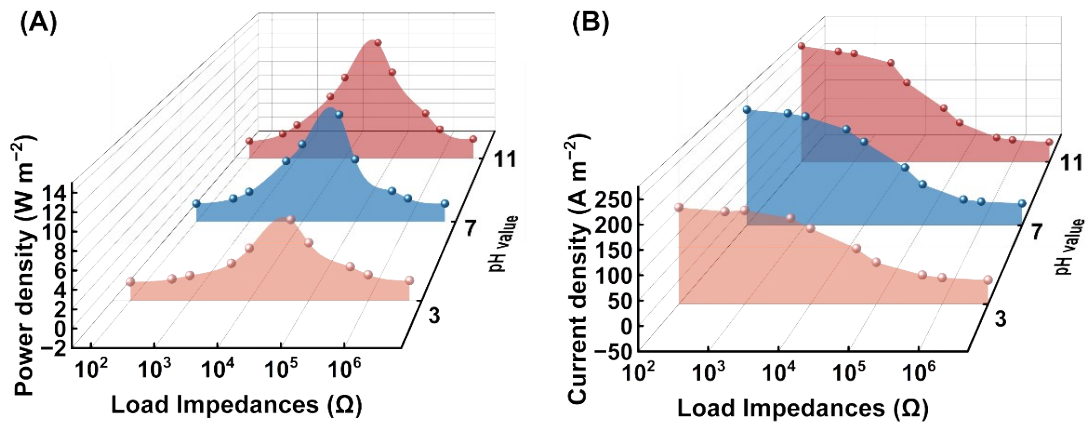 (A)
Power density (W m⁻²)
14
12
10
8
6
4
2
0
−2
10² 10³ 10⁴ 10⁵ 10⁶
Load Impedances (Ω)
3
7
11
pH value
(B)
Current density (A m⁻²)
250
200
150
100
50
0
−50
10² 10³ 10⁴ 10⁵ 10⁶
Load Impedances (Ω)
3
7
11
pH value